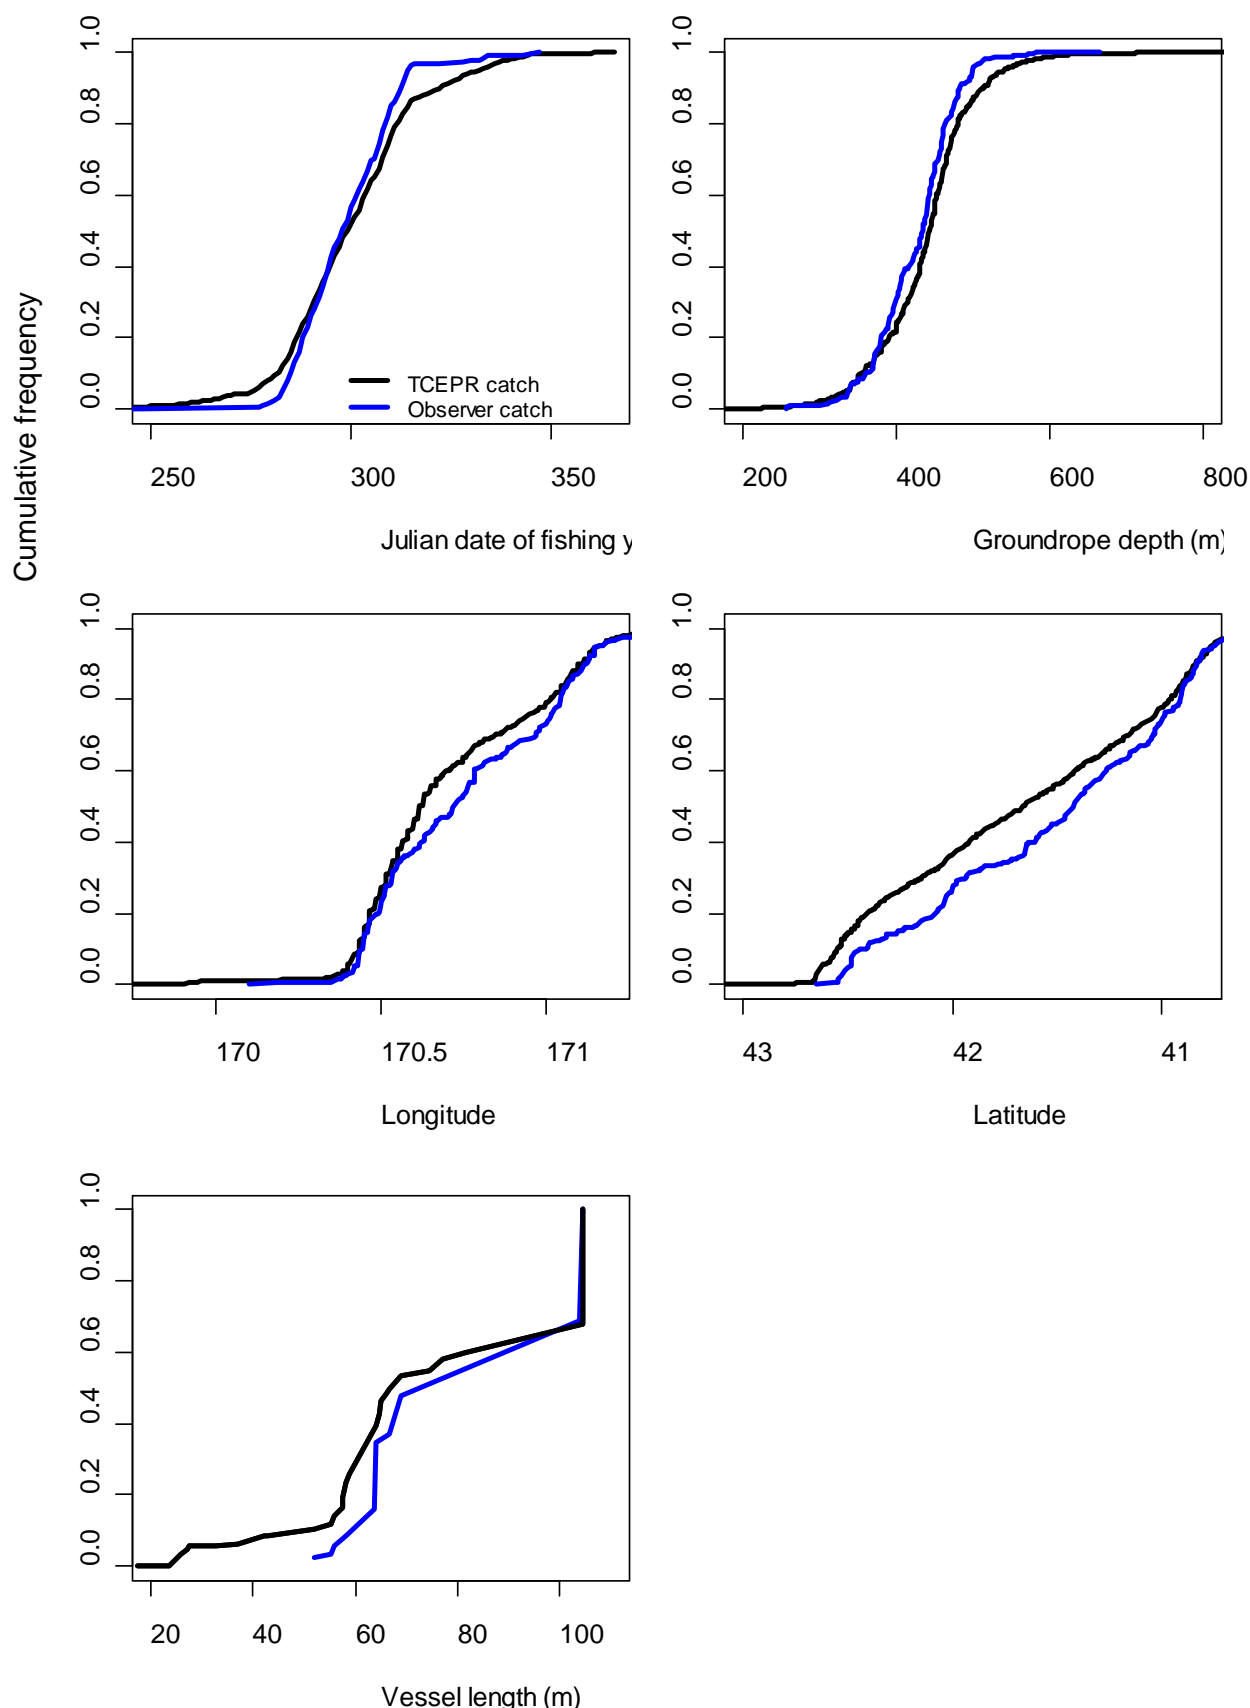 Cumulative frequency
1.0
0.8
0.6
0.4
0.2
0.0
TCEPR catch
Observer catch
250 300 350
Julian date of fishing y
1.0
0.8
0.6
0.4
0.2
0.0
200 400 600 800
Groundrope depth (m)
1.0
0.8
0.6
0.4
0.2
0.0
170 170.5 171
Longitude
1.0
0.8
0.6
0.4
0.2
0.0
43 42 41
Latitude
1.0
0.8
0.6
0.4
0.2
0.0
20 40 60 80 100
Vessel length (m)